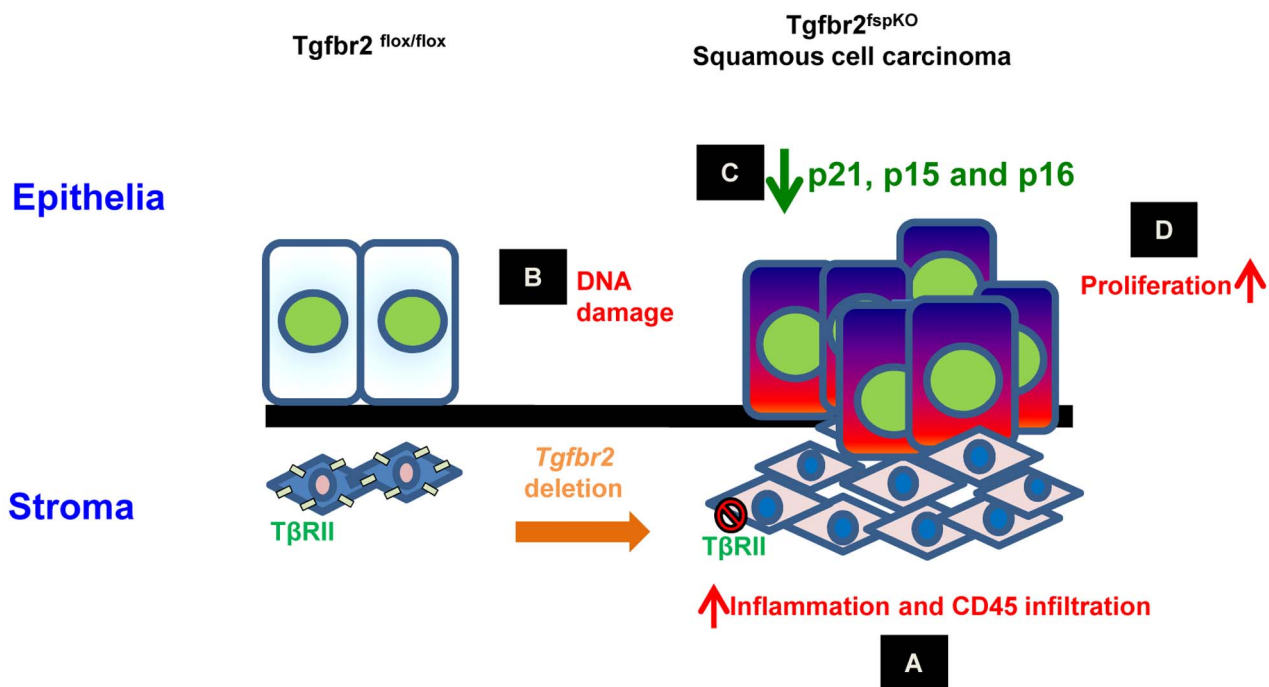 Tgfbr2 flox/flox
Tgfbr2fspKO
Squamous cell carcinoma
C
p21, p15 and p16
Epithelia
D
B
DNA
damage
Proliferation
Tgfbr2
deletion
Stroma
TβRII
TβRII
Inflammation and CD45 infiltration
A